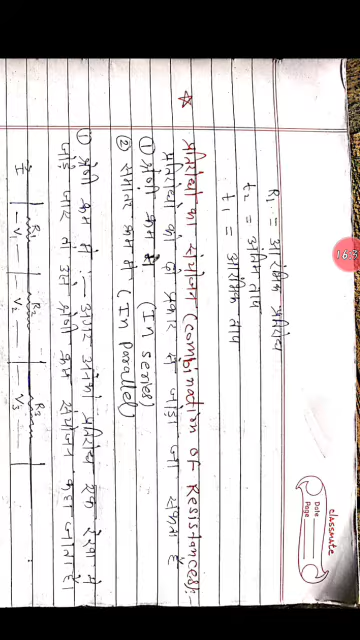 classmate
Date
Page
R1 = आरंभिक प्रतिरोध
t2 = अंतिम ताप
t1 = आरंभिक ताप
प्रतिरोधों का संयोजन (combination of Resistances):-
प्रतिरोधों को दो प्रकार से जोड़ा जा सकता है
① श्रेणी क्रम में (In series)
② समांतर क्रम में (In Parallel)
① श्रेणी क्रम में :- अगर अनेको प्रतिरोध एक रेखा में
जोड़े जाए तो उसे श्रेणी क्रम संयोजन कहा जाता है।
R1 R2 R3
I V1 V2 V3